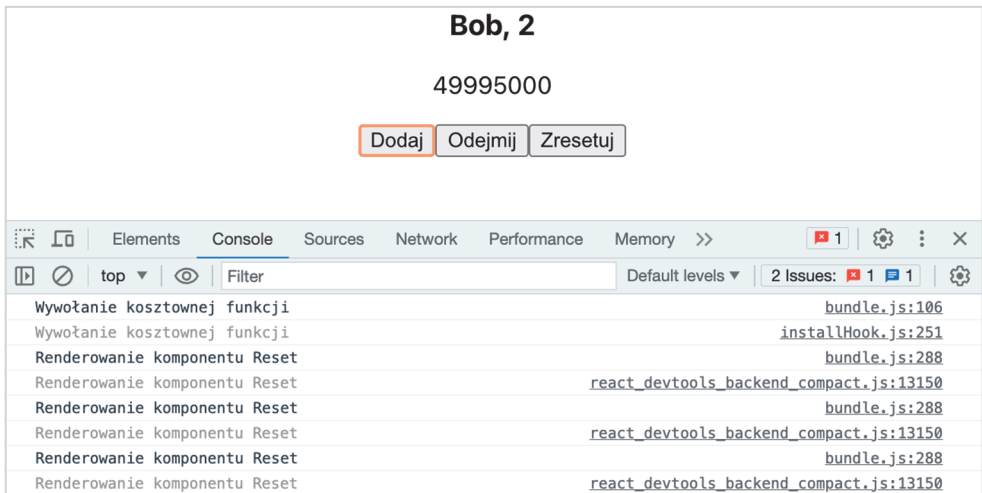 Bob, 2
49995000
Dodaj Odejmij Zresetuj
Elements Console Sources Network Performance Memory 1
top Filter Default levels 2 Issues: 1 1
Wywołanie kosztownej funkcji bundle.js:106
Wywołanie kosztownej funkcji installHook.js:251
Renderowanie komponentu Reset bundle.js:288
Renderowanie komponentu Reset react_devtools_backend_compact.js:13150
Renderowanie komponentu Reset bundle.js:288
Renderowanie komponentu Reset react_devtools_backend_compact.js:13150
Renderowanie komponentu Reset bundle.js:288
Renderowanie komponentu Reset react_devtools_backend_compact.js:13150